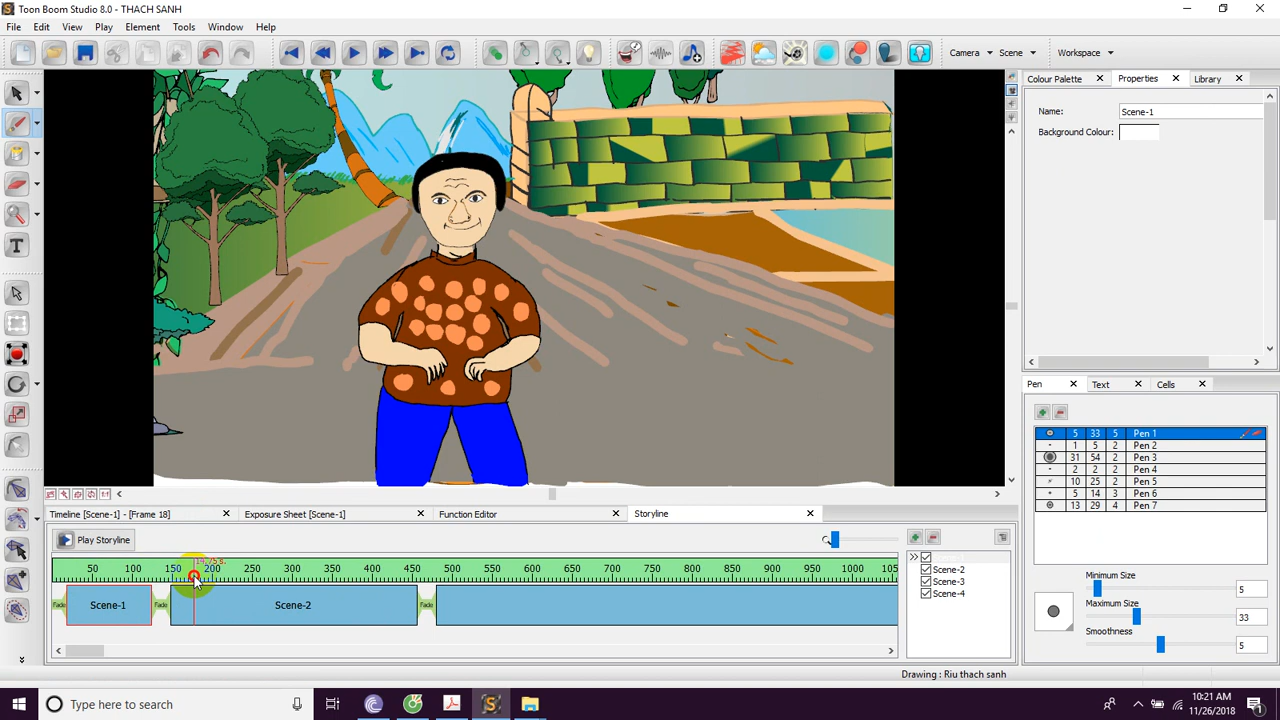 Toon Boom Studio 8.0 - THACH SANH
File Edit View Play Element Tools Window Help
Camera Scene Workspace
Colour Palette Properties Library
Name: Scene-1
Background Colour:
Pen Text Cells
5 33 5 Pen 1
1 5 2 Pen 2
31 54 2 Pen 3
2 2 2 Pen 4
10 25 2 Pen 5
5 14 3 Pen 6
13 29 4 Pen 7
Minimum Size
5
Maximum Size
33
Smoothness
5
Timeline [Scene-1] - [Frame 18] Exposure Sheet [Scene-1] Function Editor Storyline
Play Storyline
50 100 150 200 250 300 350 400 450 500 550 600 650 700 750 800 850 900 950 1000
Fade Scene-1 Fade Scene-2 Fade
Scene-2
Scene-3
Scene-4
Drawing : Riu thach sanh
Type here to search
10:21 AM
11/26/2018